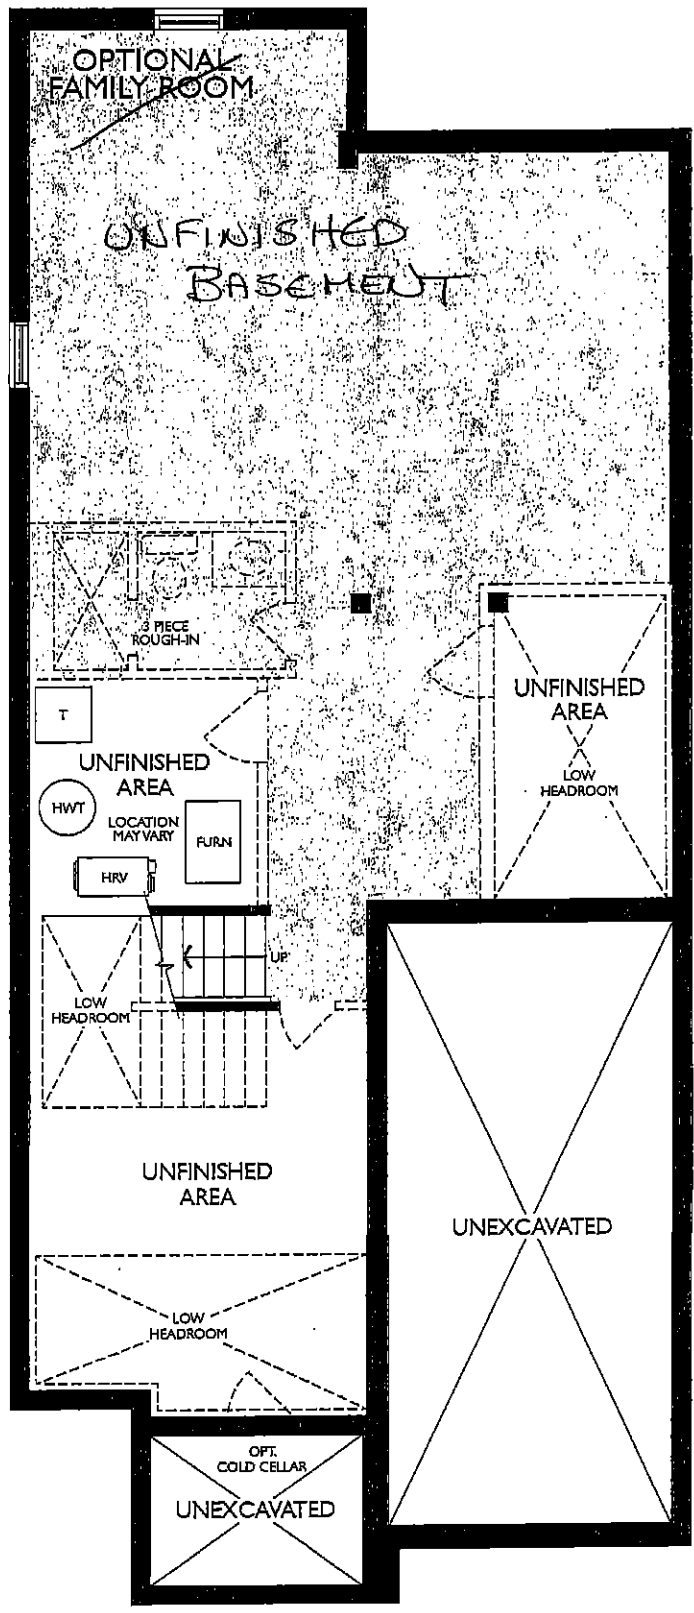 OPTIONAL
FAMILY ROOM
UNFINISHED
BASEMENT
3 PIECE
ROUGH-IN
UNFINISHED
AREA
LOW
HEADROOM
T
UNFINISHED
AREA
HWT
LOCATION
MAY VARY
FURN
HRV
UP
LOW
HEADROOM
UNFINISHED
AREA
UNEXCAVATED
LOW
HEADROOM
OPT.
COLD CELLAR
UNEXCAVATED